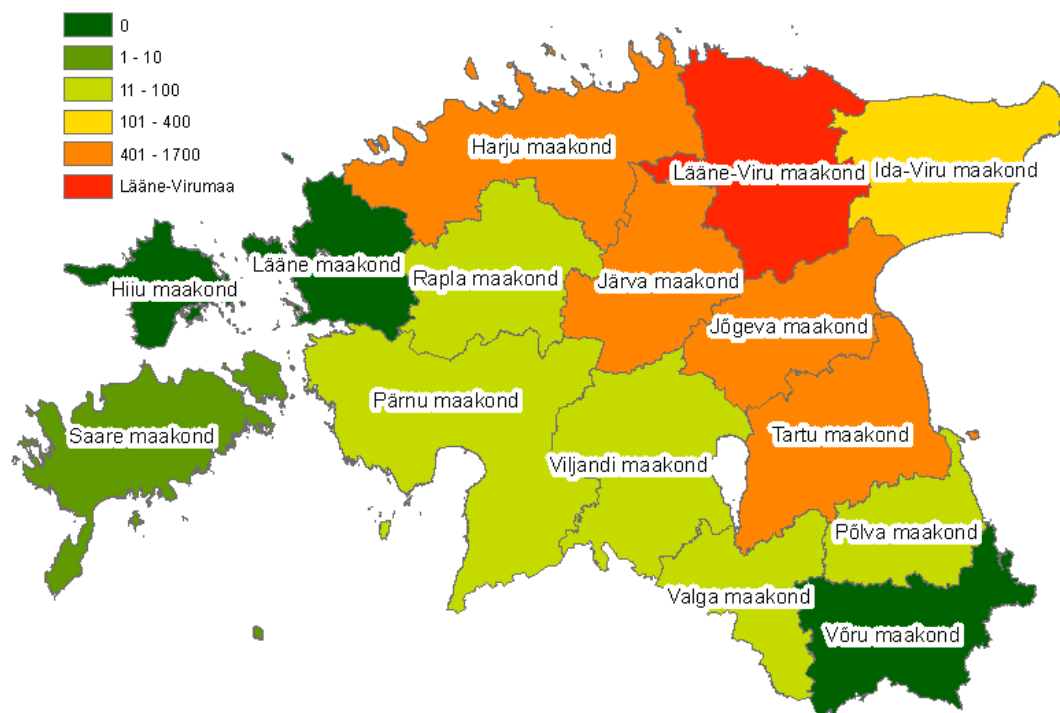 0
1 - 10
11 - 100
101 - 400
401 - 1700
Lääne-Virumaa
Harju maakond
Lääne-Viru maakond
Ida-Viru maakond
Lääne maakond
Rapla maakond
Järva maakond
Hiiu maakond
Jõgeva maakond
Pärnu maakond
Saare maakond
Tartu maakond
Viljandi maakond
Põlva maakond
Valga maakond
Võru maakond